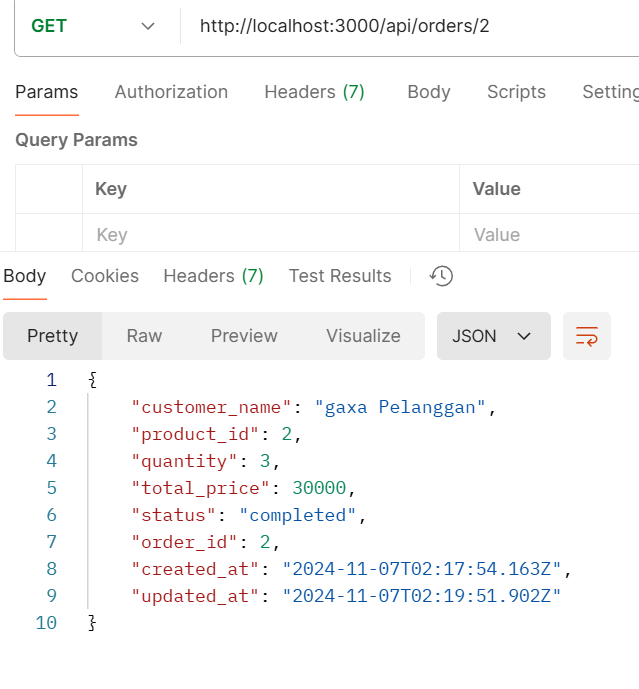 GET http://localhost:3000/api/orders/2
Params Authorization Headers (7) Body Scripts Setting
Query Params
Key Value
Key Value
Body Cookies Headers (7) Test Results
Pretty Raw Preview Visualize JSON
1 {
2 "customer_name": "gaxa Pelanggan",
3 "product_id": 2,
4 "quantity": 3,
5 "total_price": 30000,
6 "status": "completed",
7 "order_id": 2,
8 "created_at": "2024-11-07T02:17:54.163Z",
9 "updated_at": "2024-11-07T02:19:51.902Z"
10 }